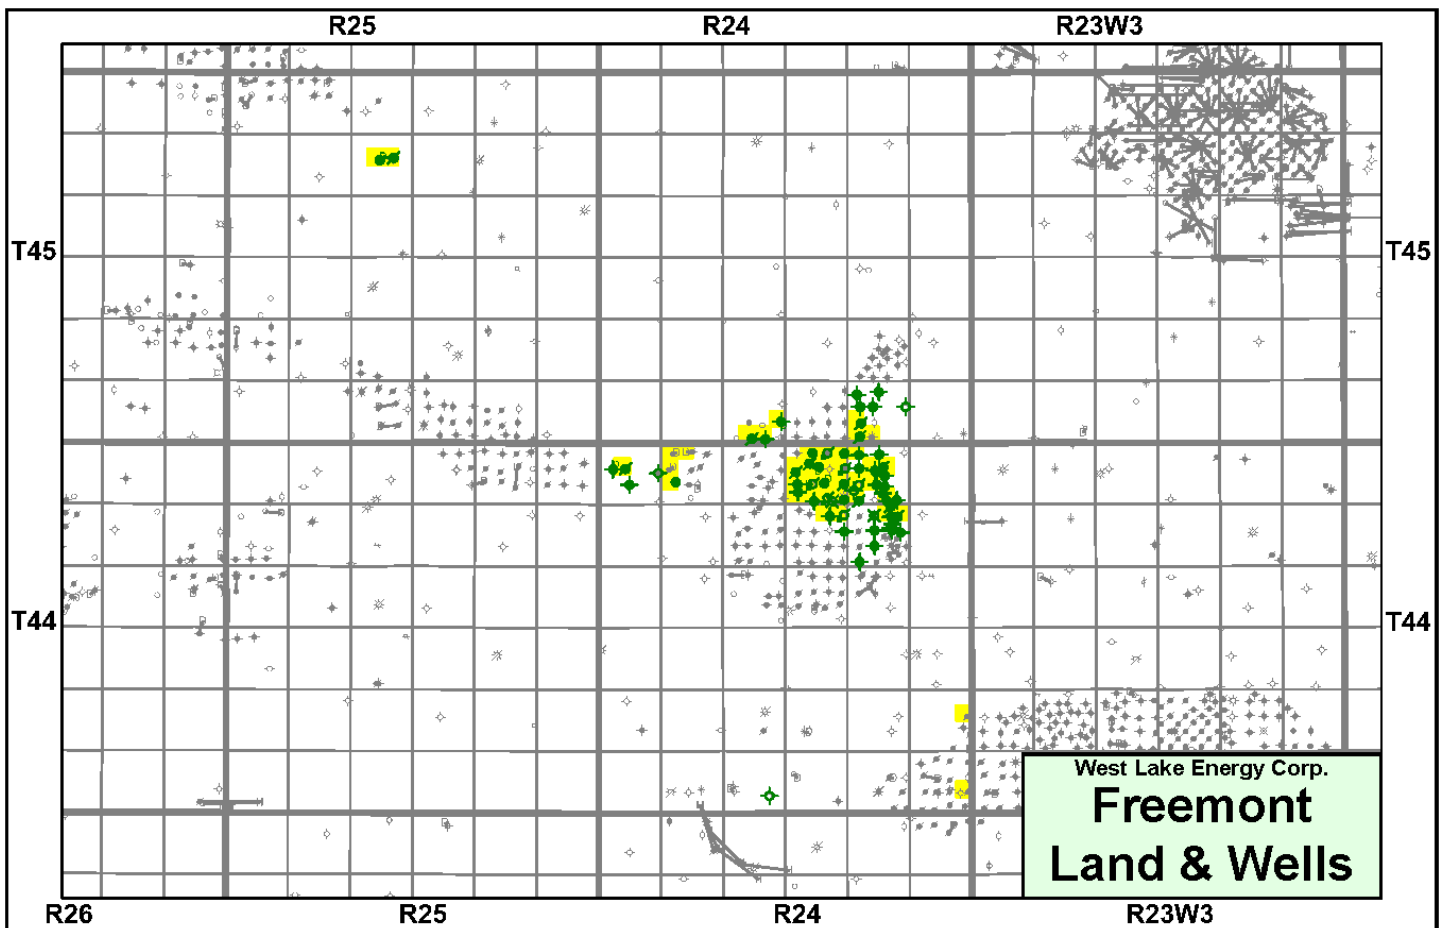 R25 R24 R23W3
T45 T45
T44 T44
West Lake Energy Corp.
Freemont
Land & Wells
R26 R25 R24 R23W3